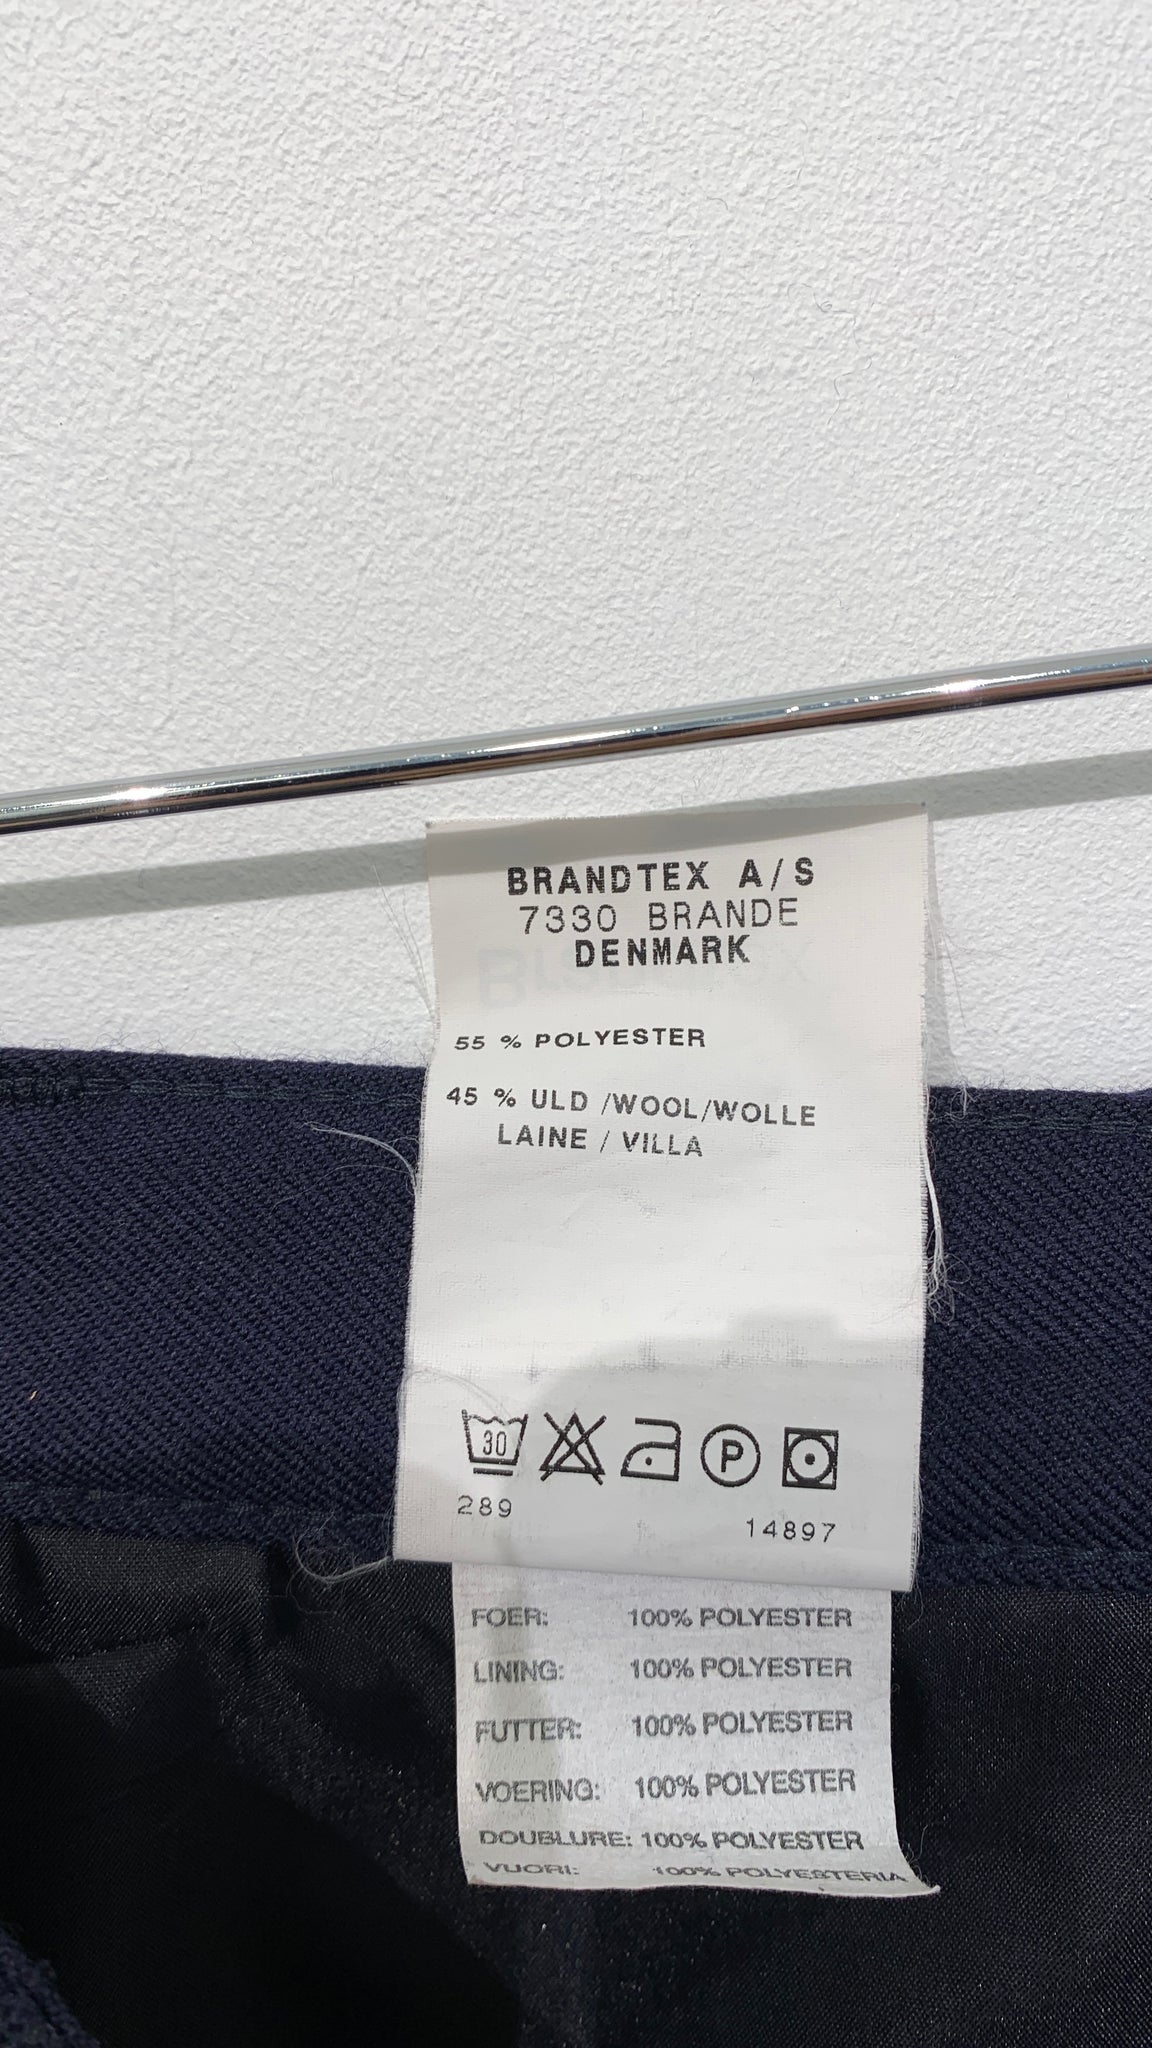 BRANDTEX A/S
7330 BRANDE
DENMARK
55 % POLYESTER
45 % ULD /WOOL/WOLLE
LAINE / VILLA
30
P
289
14897
FOER: 100% POLYESTER
LINING: 100% POLYESTER
FUTTER: 100% POLYESTER
VOERING: 100% POLYESTER
DOUBLURE: 100% POLYESTER
VUORI: 100% POLYESTERIA